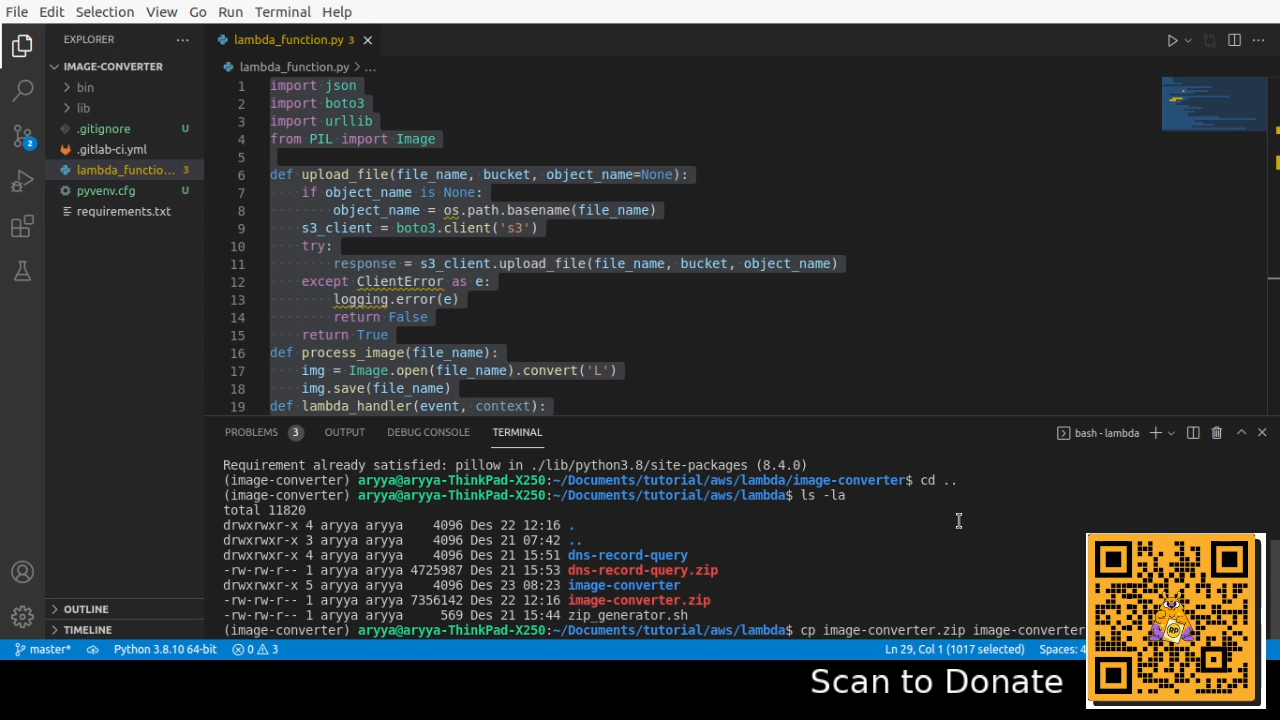 File Edit Selection View Go Run Terminal Help
EXPLORER
IMAGE-CONVERTER
bin
lib
.gitignore U
.gitlab-ci.yml
lambda_functio... 3
pyvenv.cfg U
requirements.txt
OUTLINE
TIMELINE
2
lambda_function.py 3
lambda_function.py > ...
1 import json
2 import boto3
3 import urllib
4 from PIL import Image
5
6 def upload_file(file_name, bucket, object_name=None):
7 if object_name is None:
8 object_name = os.path.basename(file_name)
9 s3_client = boto3.client('s3')
10 try:
11 response = s3_client.upload_file(file_name, bucket, object_name)
12 except ClientError as e:
13 logging.error(e)
14 return False
15 return True
16 def process_image(file_name):
17 img = Image.open(file_name).convert('L')
18 img.save(file_name)
19 def lambda_handler(event, context):
PROBLEMS 3 OUTPUT DEBUG CONSOLE TERMINAL
bash - lambda
Requirement already satisfied: pillow in ./lib/python3.8/site-packages (8.4.0)
(image-converter) aryya@aryya-ThinkPad-X250:~/Documents/tutorial/aws/lambda/image-converter$ cd ..
(image-converter) aryya@aryya-ThinkPad-X250:~/Documents/tutorial/aws/lambda$ ls -la
total 11820
drwxrwxr-x 4 aryya aryya 4096 Des 22 12:16 .
drwxrwxr-x 3 aryya aryya 4096 Des 21 07:42 ..
drwxrwxr-x 4 aryya aryya 4096 Des 21 15:51 dns-record-query
-rw-rw-r-- 1 aryya aryya 4725987 Des 21 15:53 dns-record-query.zip
drwxrwxr-x 5 aryya aryya 4096 Des 23 08:23 image-converter
-rw-rw-r-- 1 aryya aryya 7356142 Des 22 12:16 image-converter.zip
-rw-rw-r-- 1 aryya aryya 569 Des 21 15:44 zip_generator.sh
(image-converter) aryya@aryya-ThinkPad-X250:~/Documents/tutorial/aws/lambda$ cp image-converter.zip image-converter
master* Python 3.8.10 64-bit 0 3
Ln 29, Col 1 (1017 selected) Spaces: 4
RP
Scan to Donate